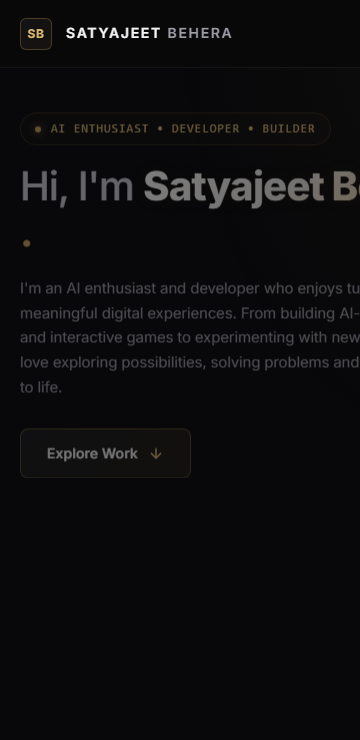 SB SATYAJEET BEHERA
AI ENTHUSIAST • DEVELOPER • BUILDER
Hi, I'm Satyajeet
I'm an AI enthusiast and developer who enjoys
meaningful digital experiences. From building AI-
and interactive games to experimenting with new
love exploring possibilities, solving problems and
to life.
Explore Work ↓